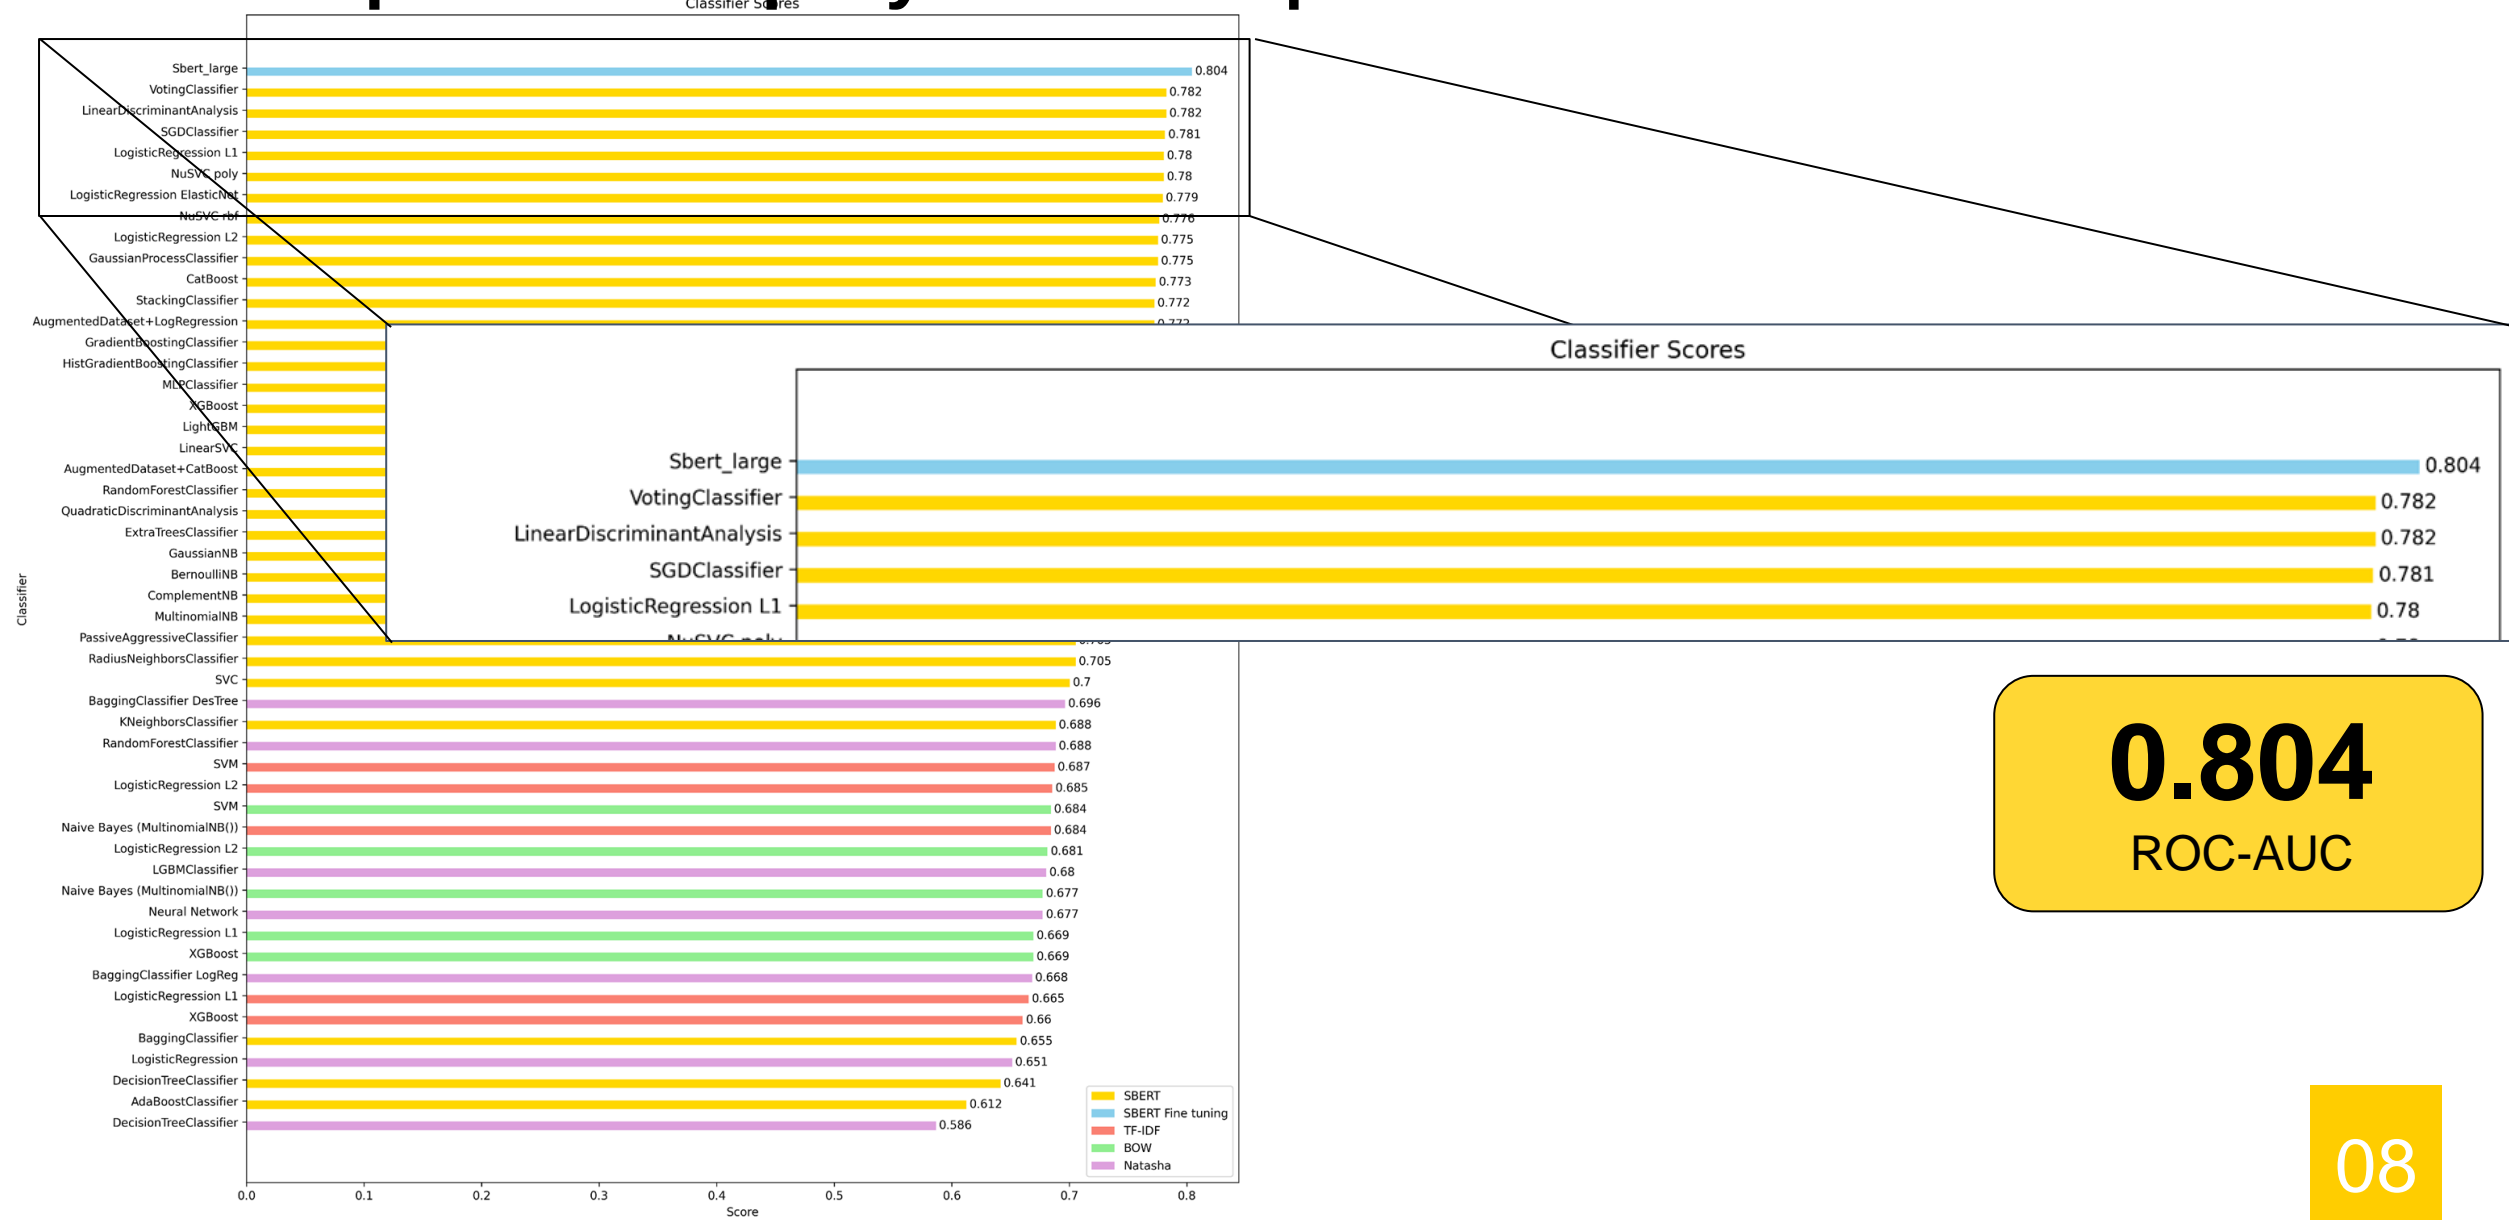 Classifier Scores
Sbert_large 0.804
VotingClassifier 0.782
LinearDiscriminantAnalysis 0.782
SGDClassifier 0.781
LogisticRegression L1 0.78
NuSVC poly 0.78
LogisticRegression ElasticNet 0.779
NuSVC rbf 0.776
LogisticRegression L2 0.775
GaussianProcessClassifier 0.775
CatBoost 0.773
StackingClassifier 0.772
AugmentedDataset+LogRegression 0.772
GradientBoostingClassifier
HistGradientBoostingClassifier
MLPClassifier
XGBoost
LightGBM
LinearSVC
AugmentedDataset+CatBoost
RandomForestClassifier
QuadraticDiscriminantAnalysis
ExtraTreesClassifier
GaussianNB
BernoulliNB
ComplementNB
MultinomialNB
PassiveAggressiveClassifier
RadiusNeighborsClassifier 0.705
SVC 0.7
BaggingClassifier DesTree 0.696
KNeighborsClassifier 0.688
RandomForestClassifier 0.688
SVM 0.687
LogisticRegression L2 0.685
SVM 0.684
Naive Bayes (MultinomialNB()) 0.684
LogisticRegression L2 0.681
LGBMClassifier 0.68
Naive Bayes (MultinomialNB()) 0.677
Neural Network 0.677
LogisticRegression L1 0.669
XGBoost 0.669
BaggingClassifier LogReg 0.668
LogisticRegression L1 0.665
XGBoost 0.66
BaggingClassifier 0.655
LogisticRegression 0.651
DecisionTreeClassifier 0.641
AdaBoostClassifier 0.612
DecisionTreeClassifier 0.586
Classifier
0.0 0.1 0.2 0.3 0.4 0.5 0.6 0.7 0.8
Score
SBERT
SBERT Fine tuning
TF-IDF
BOW
Natasha
Classifier Scores
Sbert_large 0.804
VotingClassifier 0.782
LinearDiscriminantAnalysis 0.782
SGDClassifier 0.781
LogisticRegression L1 0.78
NuSVC poly
0.804
ROC-AUC
08